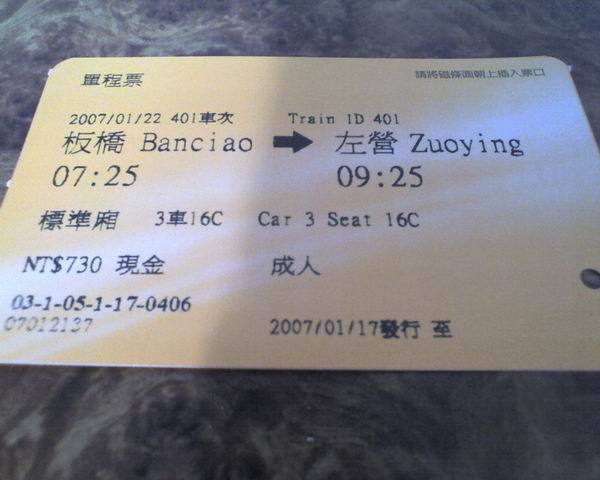 單程票 請將磁條面朝上插入票口
2007/01/22 401車次 Train ID 401
板橋 Banciao → 左營 Zuoying
07:25 09:25
標準廂 3車16C Car 3 Seat 16C
NT$730 現金 成人
03-1-05-1-17-0406
07012137 2007/01/17發行 至